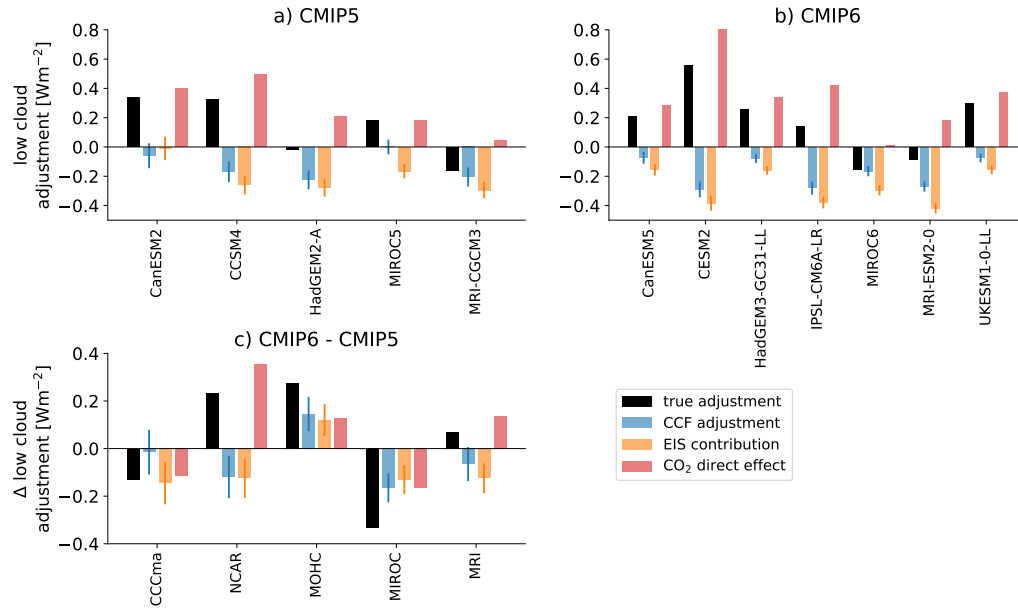 a) CMIP5
low cloud
adjustment [Wm⁻²]
0.8
0.6
0.4
0.2
0.0
−0.2
−0.4
CanESM2
CCSM4
HadGEM2-A
MIROC5
MRI-CGCM3
b) CMIP6
0.8
0.6
0.4
0.2
0.0
−0.2
−0.4
CanESM5
CESM2
HadGEM3-GC31-LL
IPSL-CM6A-LR
MIROC6
MRI-ESM2-0
UKESM1-0-LL
c) CMIP6 - CMIP5
Δ low cloud
adjustment [Wm⁻²]
0.4
0.2
0.0
−0.2
−0.4
CCCma
NCAR
MOHC
MIROC
MRI
true adjustment
CCF adjustment
EIS contribution
CO₂ direct effect